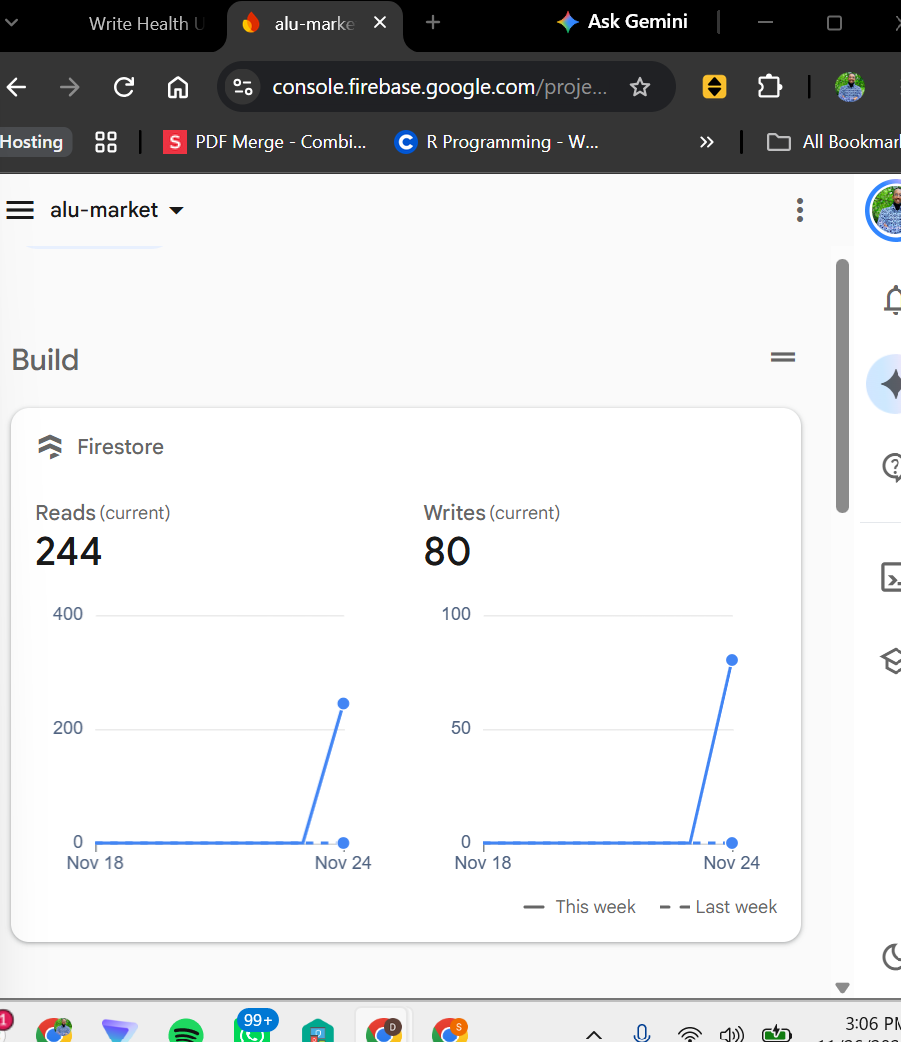 Write Health
alu-marke
Ask Gemini
console.firebase.google.com/proje...
Hosting
S PDF Merge - Combi...
C R Programming - W...
»
All Bookmar
alu-market
Build
Firestore
Reads (current)
Writes (current)
244
80
400
200
0
Nov 18
Nov 24
100
50
0
Nov 18
Nov 24
This week
Last week
1
99+
D
S
3:06 PM